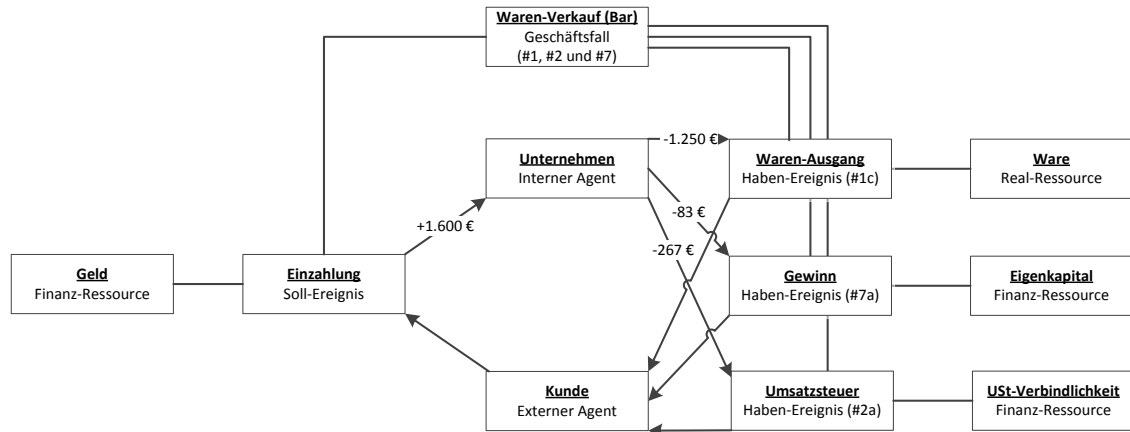 Waren-Verkauf (Bar)
Geschäftsfall
(#1, #2 und #7)
-1.250 €
Unternehmen
Interner Agent
Waren-Ausgang
Haben-Ereignis (#1c)
Ware
Real-Ressource
-83 €
+1.600 €
-267 €
Geld
Finanz-Ressource
Einzahlung
Soll-Ereignis
Gewinn
Haben-Ereignis (#7a)
Eigenkapital
Finanz-Ressource
Kunde
Externer Agent
Umsatzsteuer
Haben-Ereignis (#2a)
USt-Verbindlichkeit
Finanz-Ressource